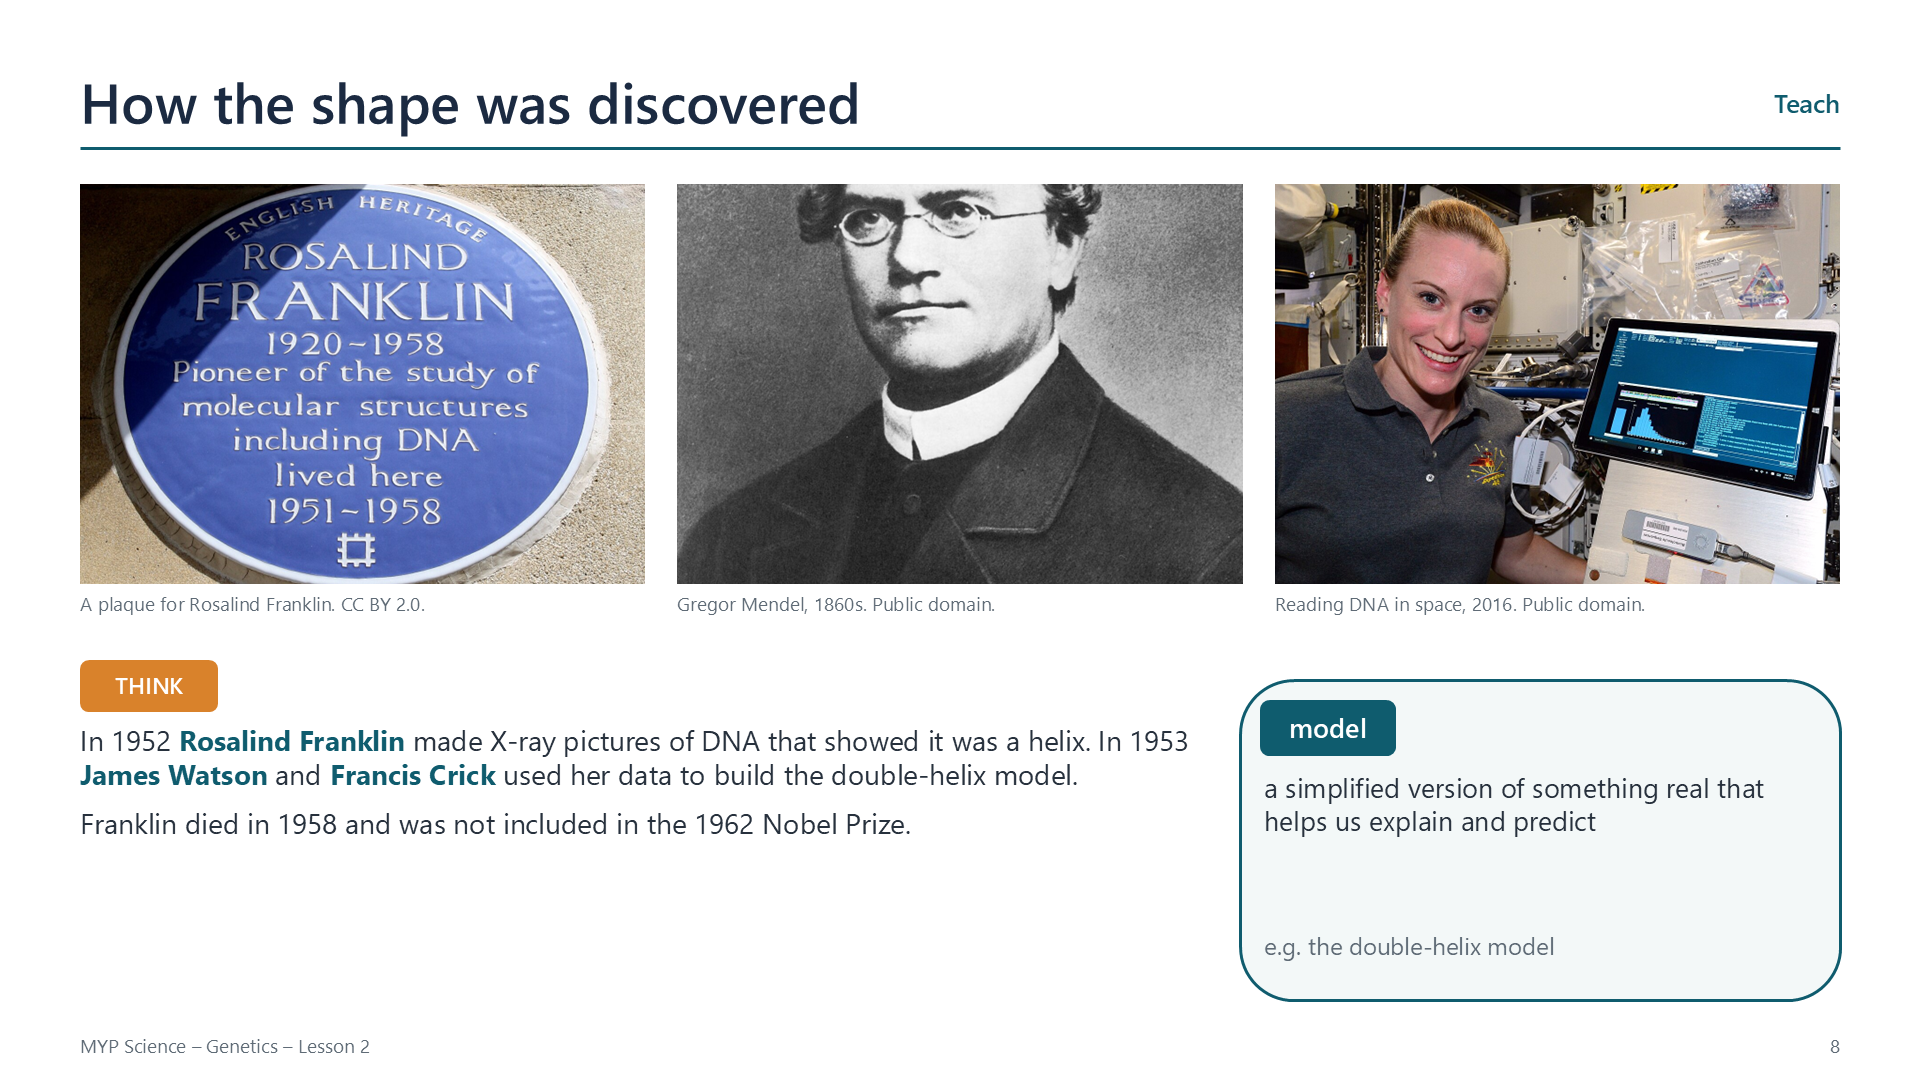 How the shape was discovered
Teach
ENGLISH HERITAGE
ROSALIND
FRANKLIN
1920–1958
Pioneer of the study of
molecular structures
including DNA
lived here
1951–1958
A plaque for Rosalind Franklin. CC BY 2.0.
Gregor Mendel, 1860s. Public domain.
Reading DNA in space, 2016. Public domain.
THINK
In 1952 Rosalind Franklin made X-ray pictures of DNA that showed it was a helix. In 1953
James Watson and Francis Crick used her data to build the double-helix model.
Franklin died in 1958 and was not included in the 1962 Nobel Prize.
model
a simplified version of something real that
helps us explain and predict
e.g. the double-helix model
MYP Science – Genetics – Lesson 2
8